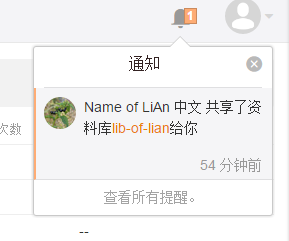 1
通知
Name of LiAn 中文 共享了资
料库lib-of-lian给你
次数
54 分钟前
查看所有提醒。
--